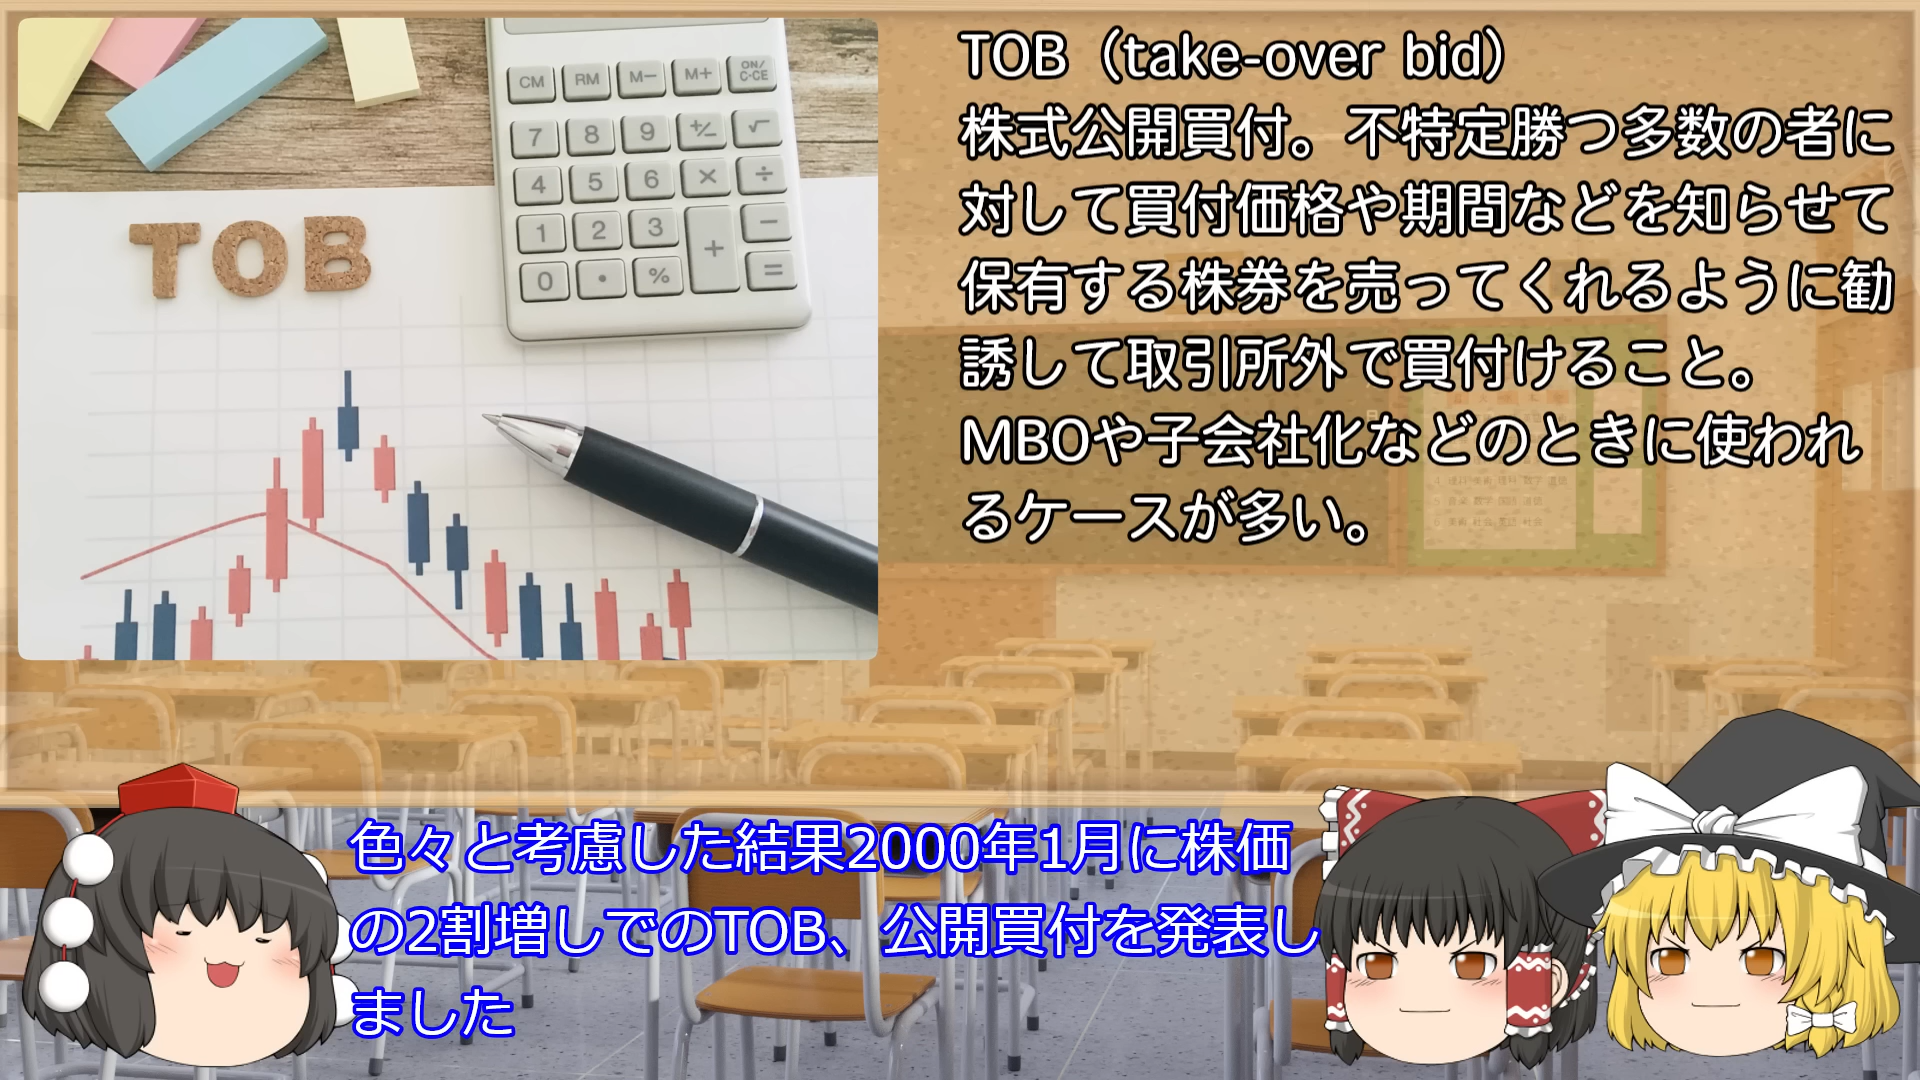 TOB（take-over bid）
株式公開買付。不特定勝つ多数の者に
対して買付価格や期間などを知らせて
保有する株券を売ってくれるように勧
誘して取引所外で買付けること。
MBOや子会社化などのときに使われ
るケースが多い。
CM RM M− M+ ON/C･CE
7 8 9 +/− √
4 5 6 × ÷
1 2 3 + −
0 • % =
TOB
色々と考慮した結果2000年1月に株価
の2割増しでのTOB、公開買付を発表し
ました